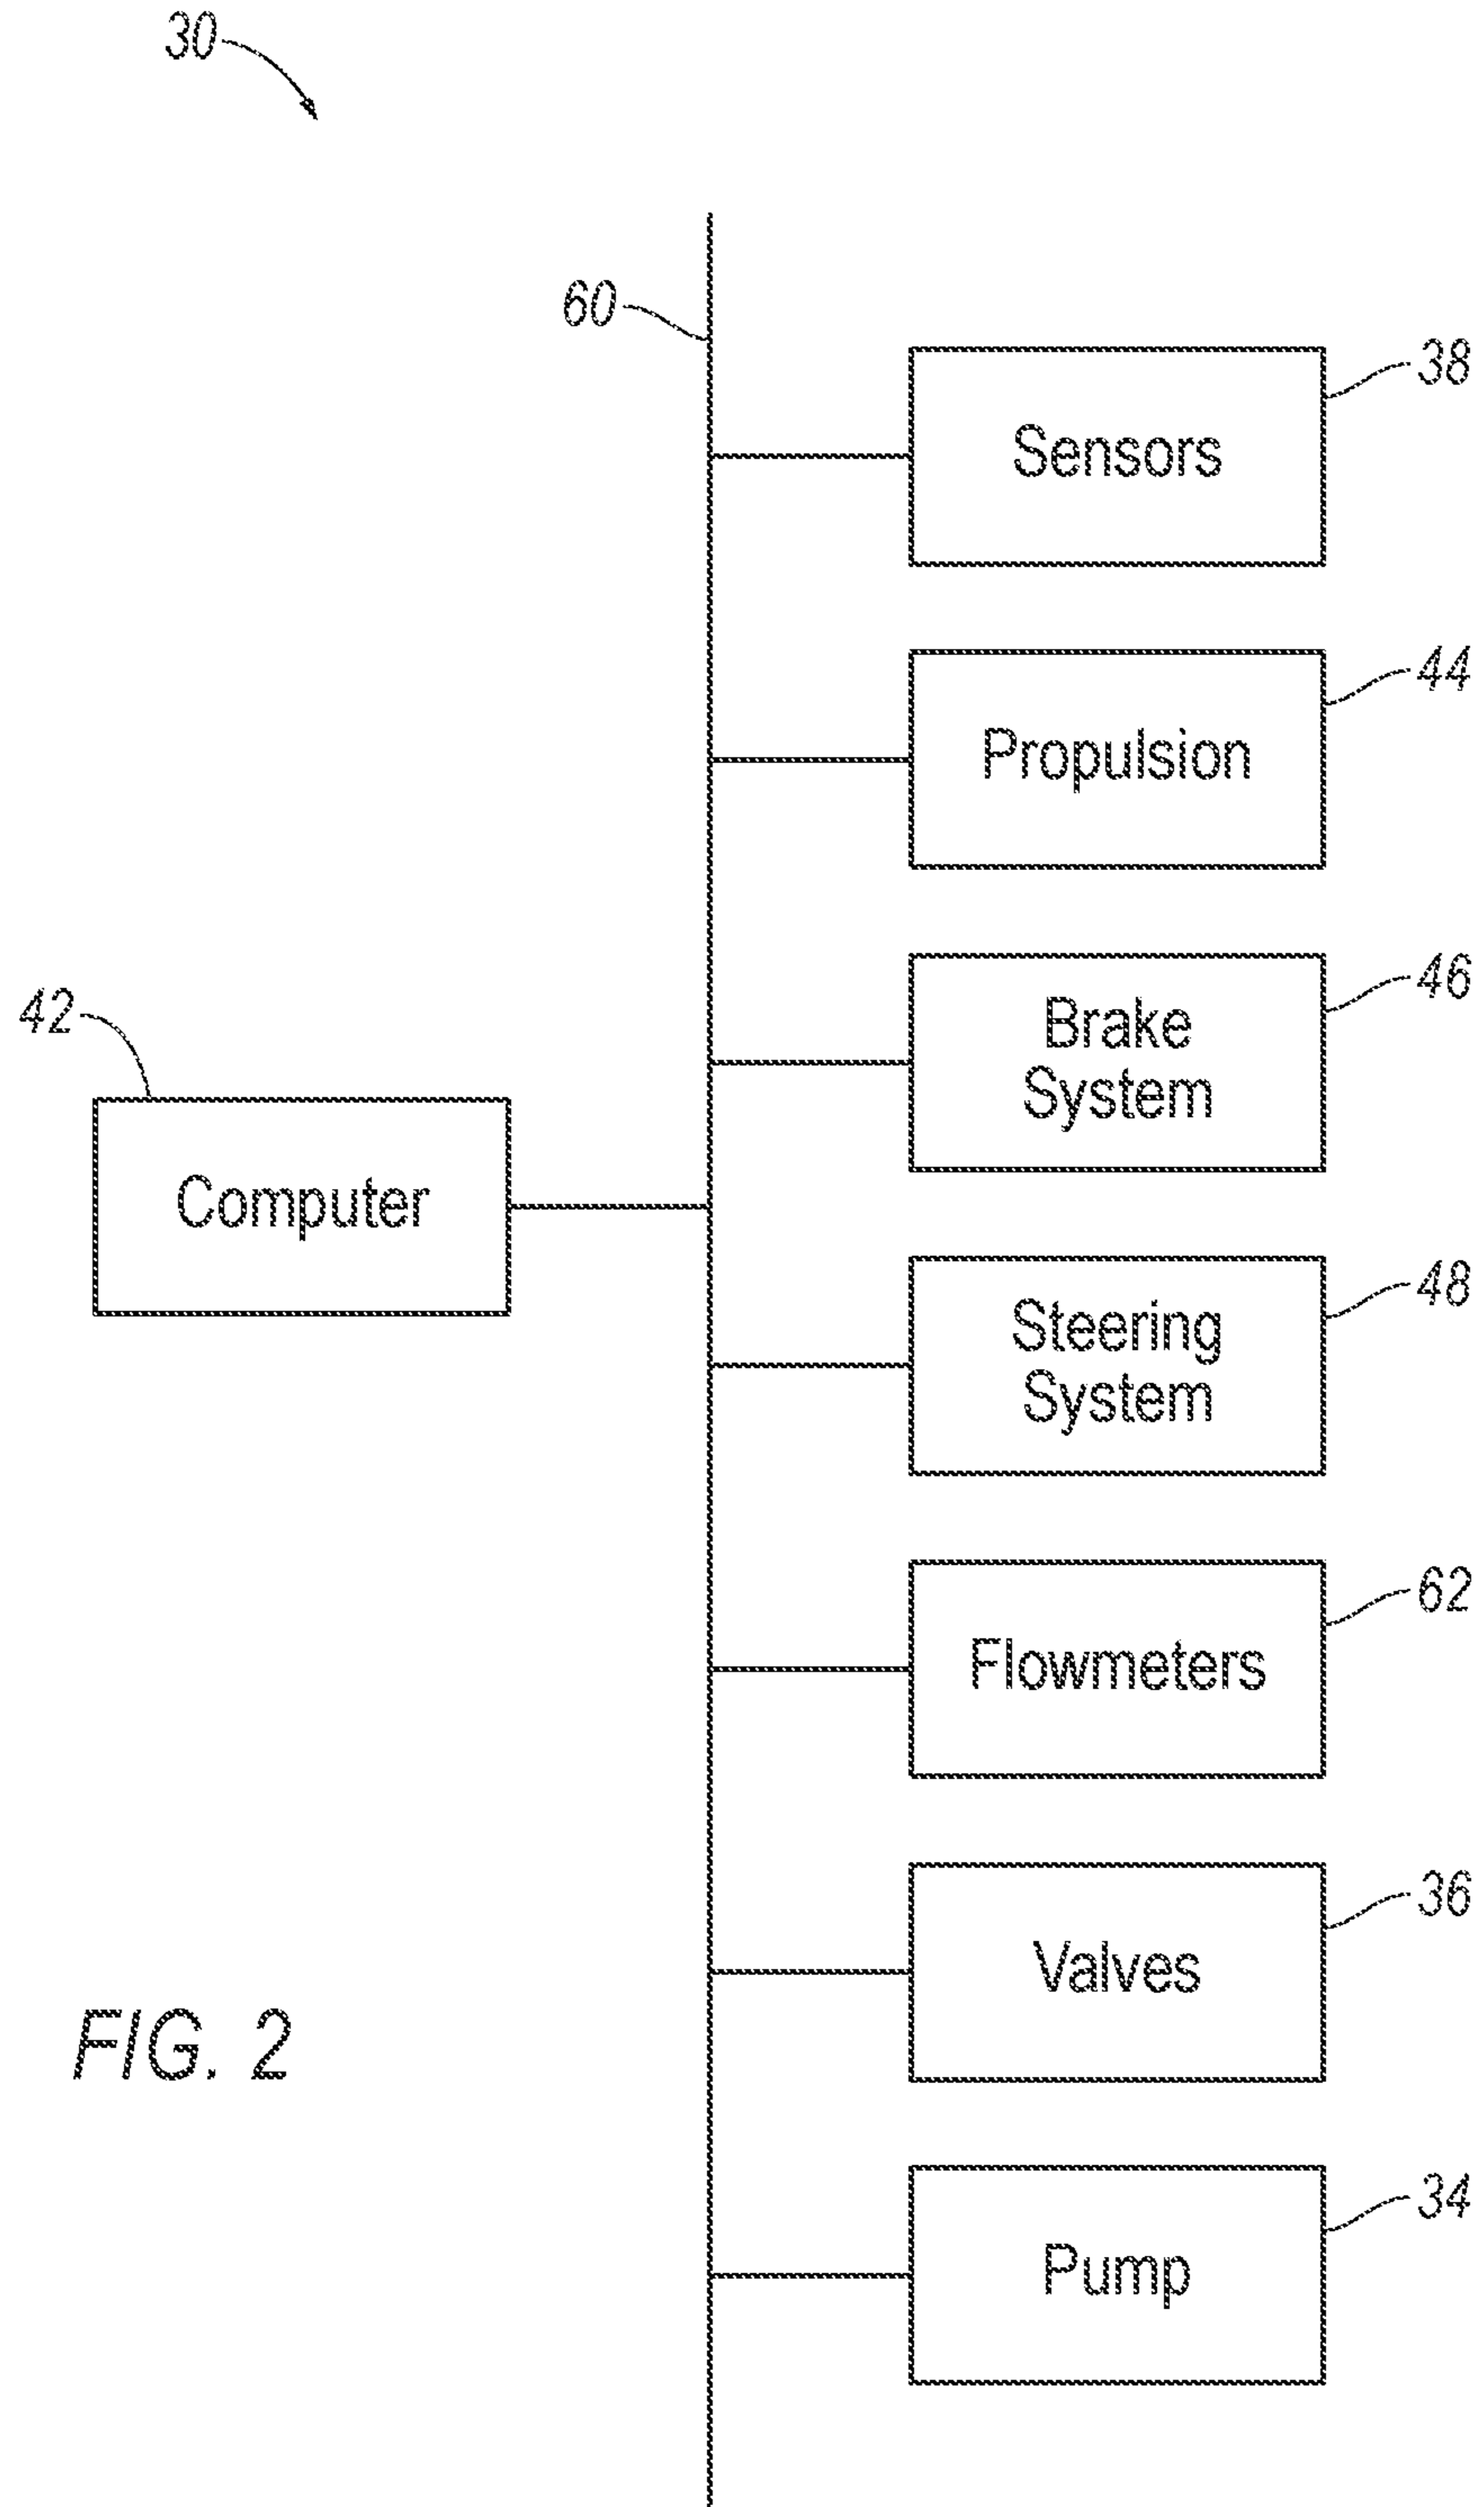 30
60
Sensors
38
Propulsion
44
Brake
System
46
42
Computer
Steering
System
48
Flowmeters
62
Valves
36
FIG. 2
Pump
34